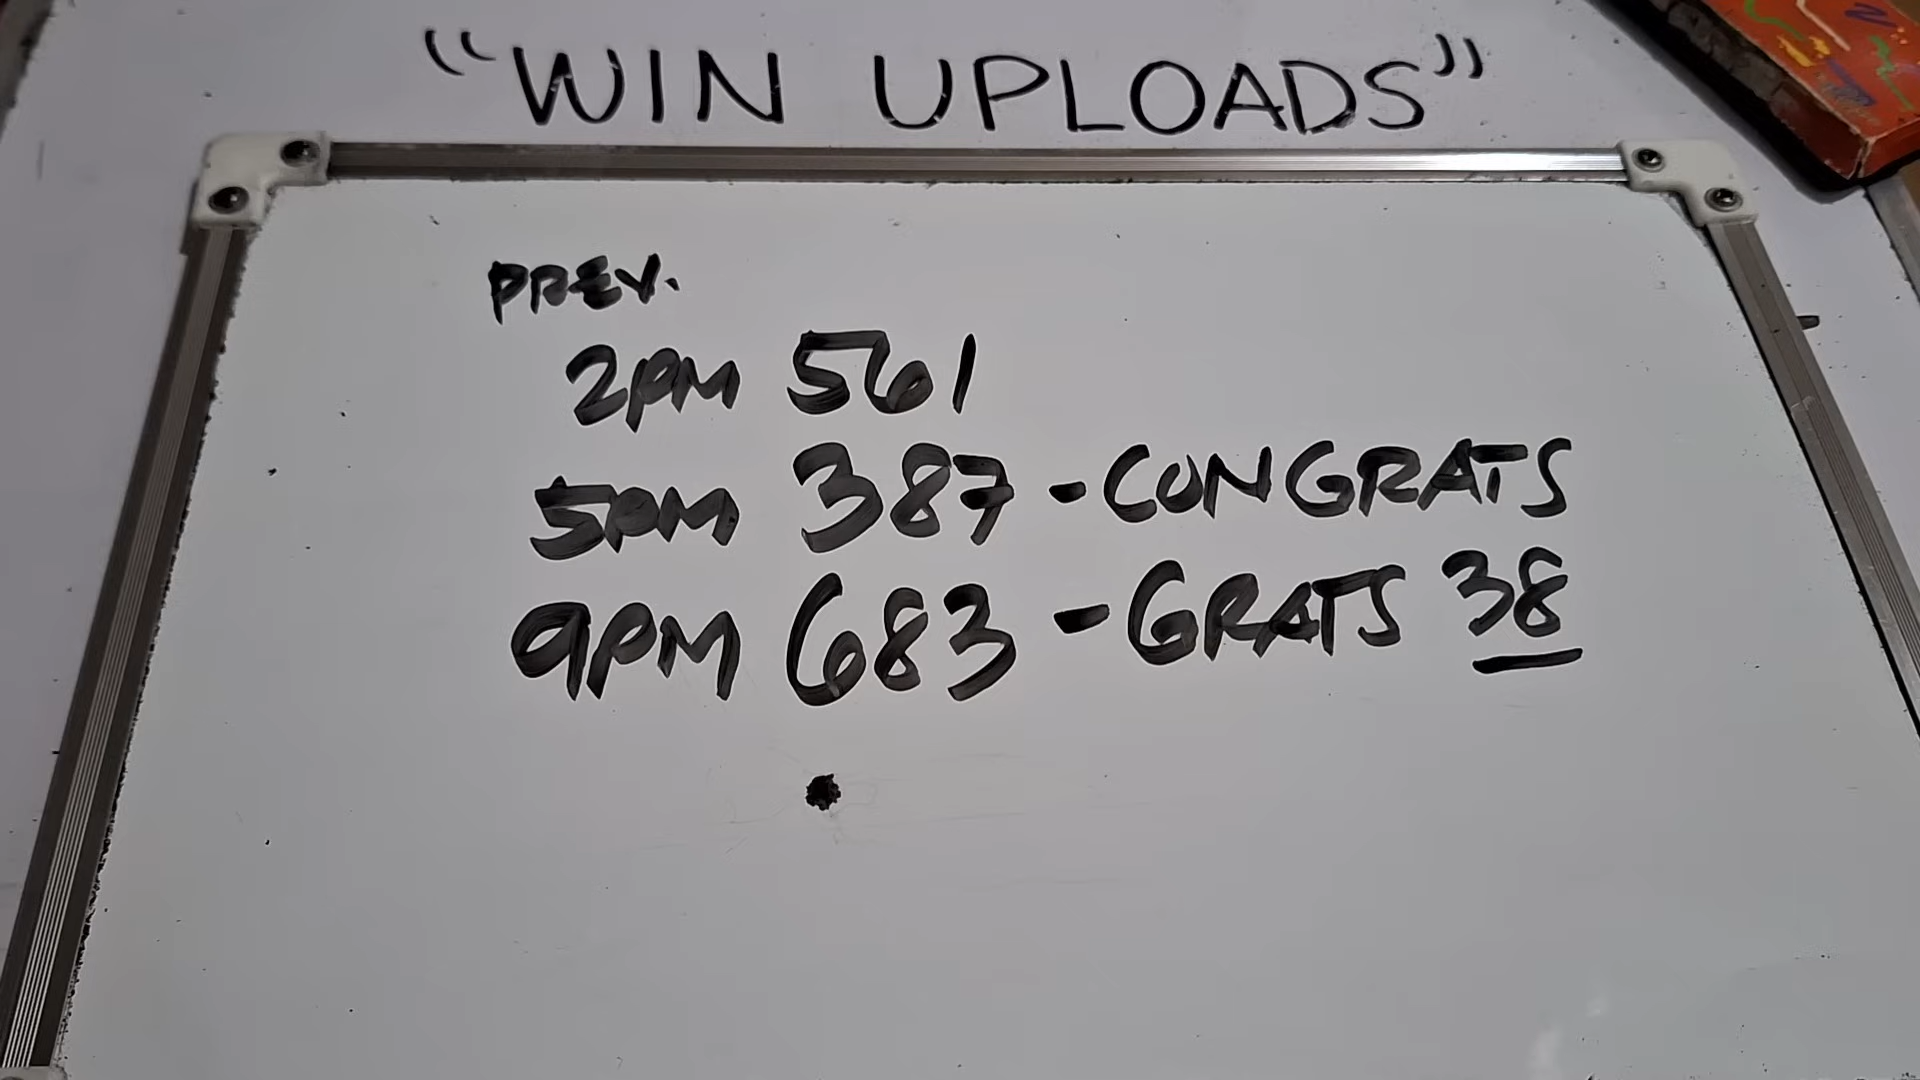 "WIN UPLOADS"
PREV.
2PM 561
5PM 387 - CONGRATS
9PM 683 - GRATS 38